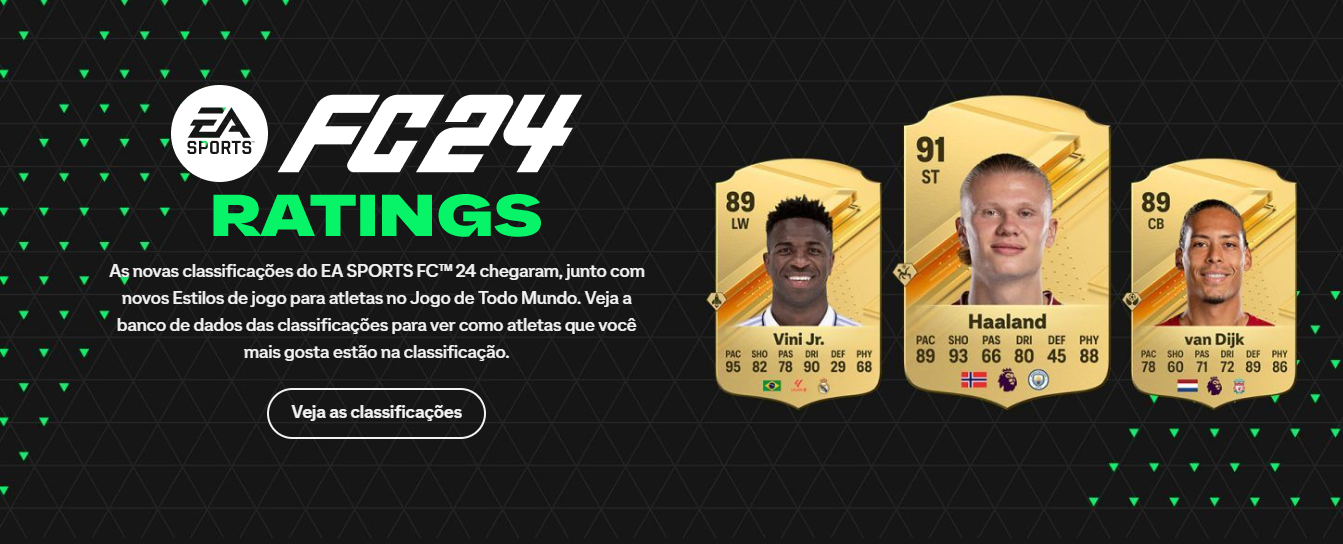 EA
SPORTS
FC24
RATINGS
As novas classificações do EA SPORTS FC™ 24 chegaram, junto com
novos Estilos de jogo para atletas no Jogo de Todo Mundo. Veja a
banco de dados das classificações para ver como atletas que você
mais gosta estão na classificação.
Veja as classificações
89
LW
Vini Jr.
PAC SHO PAS DRI DEF PHY
95 82 78 90 29 68
91
ST
Haaland
PAC SHO PAS DRI DEF PHY
89 93 66 80 45 88
89
CB
van Dijk
PAC SHO PAS DRI DEF PHY
78 60 71 72 89 86